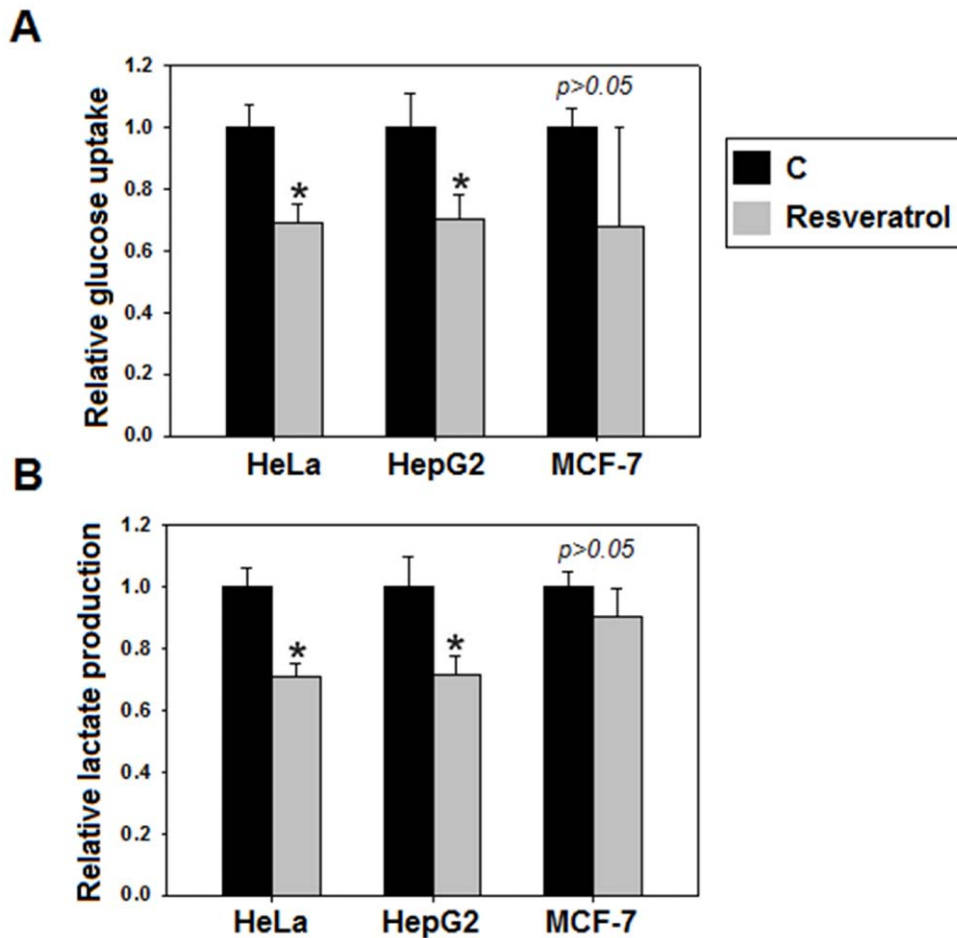 A
Relative glucose uptake
1.2
1.0
0.8
0.6
0.4
0.2
0.0
p>0.05
*
*
HeLa HepG2 MCF-7
C
Resveratrol
B
Relative lactate production
1.2
1.0
0.8
0.6
0.4
0.2
0.0
p>0.05
*
*
HeLa HepG2 MCF-7